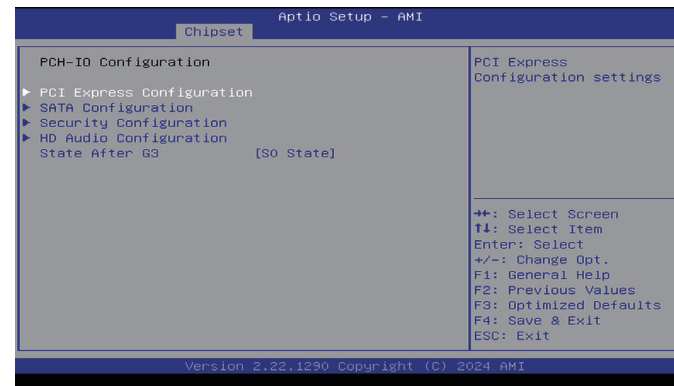 Aptio Setup - AMI
Chipset
PCH-IO Configuration
PCI Express Configuration
SATA Configuration
Security Configuration
HD Audio Configuration
State After G3 [S0 State]
PCI Express
Configuration settings
→←: Select Screen
↑↓: Select Item
Enter: Select
+/-: Change Opt.
F1: General Help
F2: Previous Values
F3: Optimized Defaults
F4: Save & Exit
ESC: Exit
Version 2.22.1290 Copyright (C) 2024 AMI